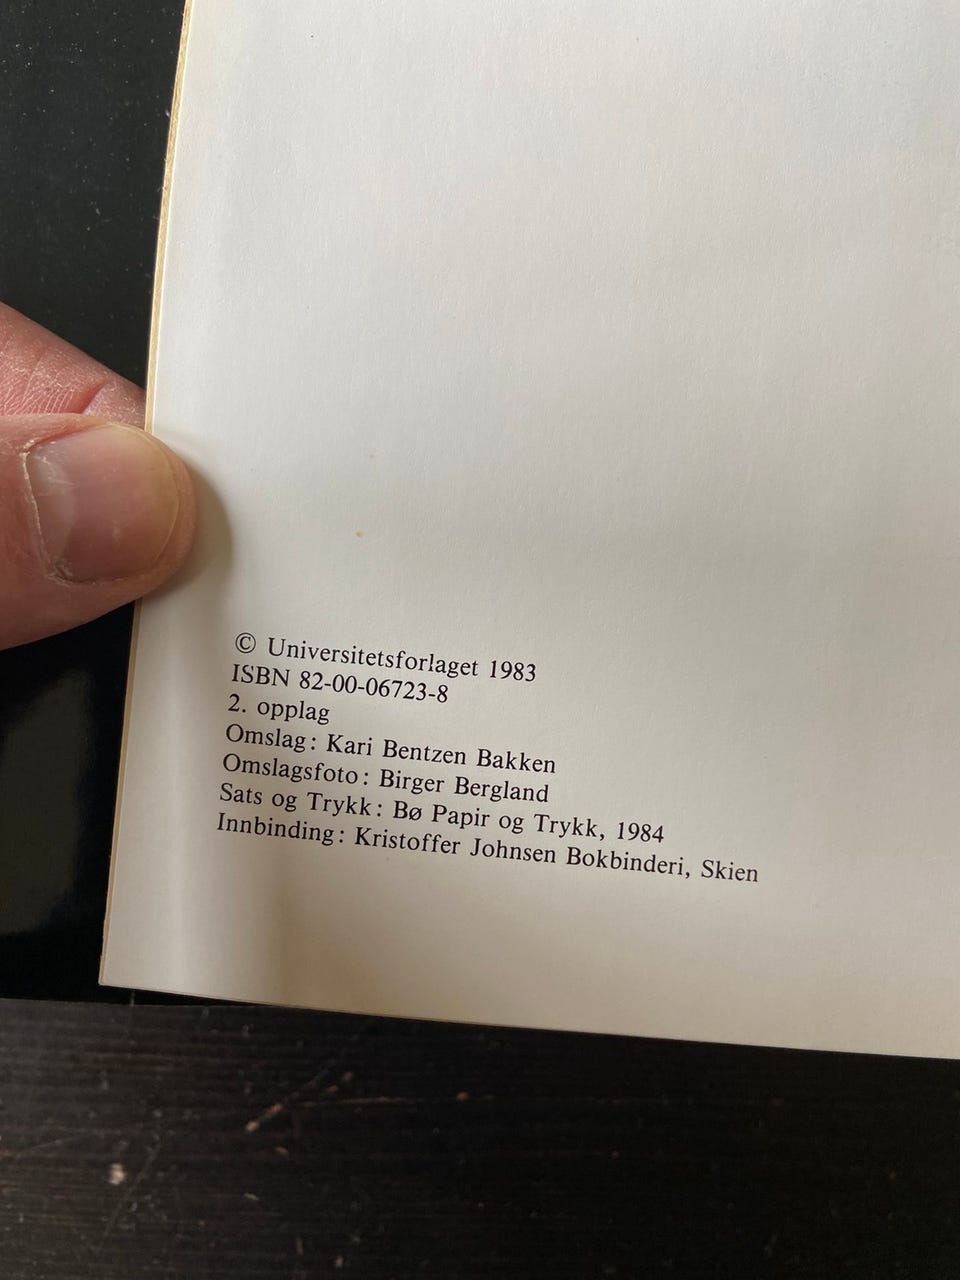 © Universitetsforlaget 1983
ISBN 82-00-06723-8
2. opplag
Omslag: Kari Bentzen Bakken
Omslagsfoto: Birger Bergland
Sats og Trykk: Bø Papir og Trykk, 1984
Innbinding: Kristoffer Johnsen Bokbinderi, Skien